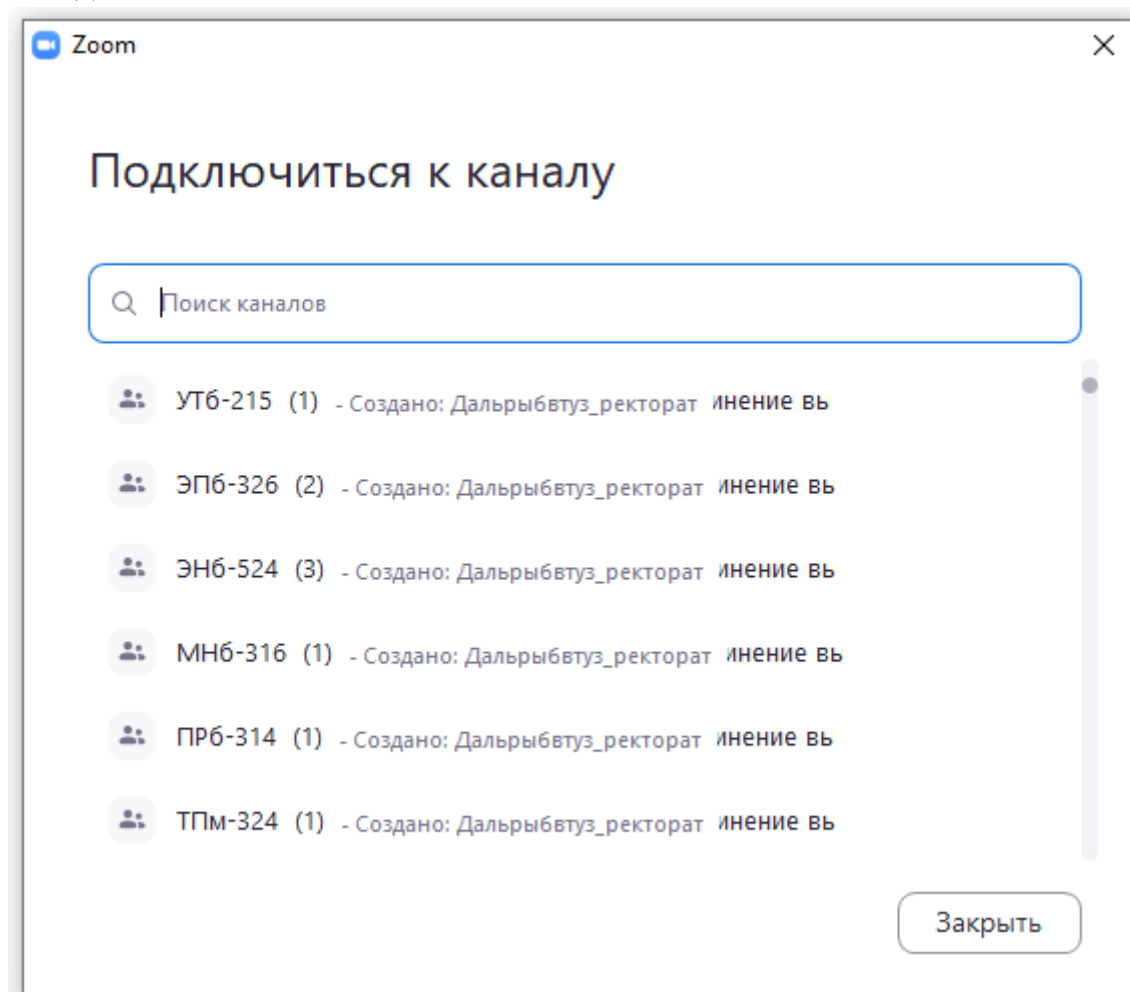 Zoom
Подключиться к каналу
Поиск каналов
УТб-215 (1) - Создано: Дальрыбвтуз_ректорат инение вь
ЭПб-326 (2) - Создано: Дальрыбвтуз_ректорат инение вь
ЭНб-524 (3) - Создано: Дальрыбвтуз_ректорат инение вь
МНб-316 (1) - Создано: Дальрыбвтуз_ректорат инение вь
ПРб-314 (1) - Создано: Дальрыбвтуз_ректорат инение вь
ТПм-324 (1) - Создано: Дальрыбвтуз_ректорат инение вь
Закрыть